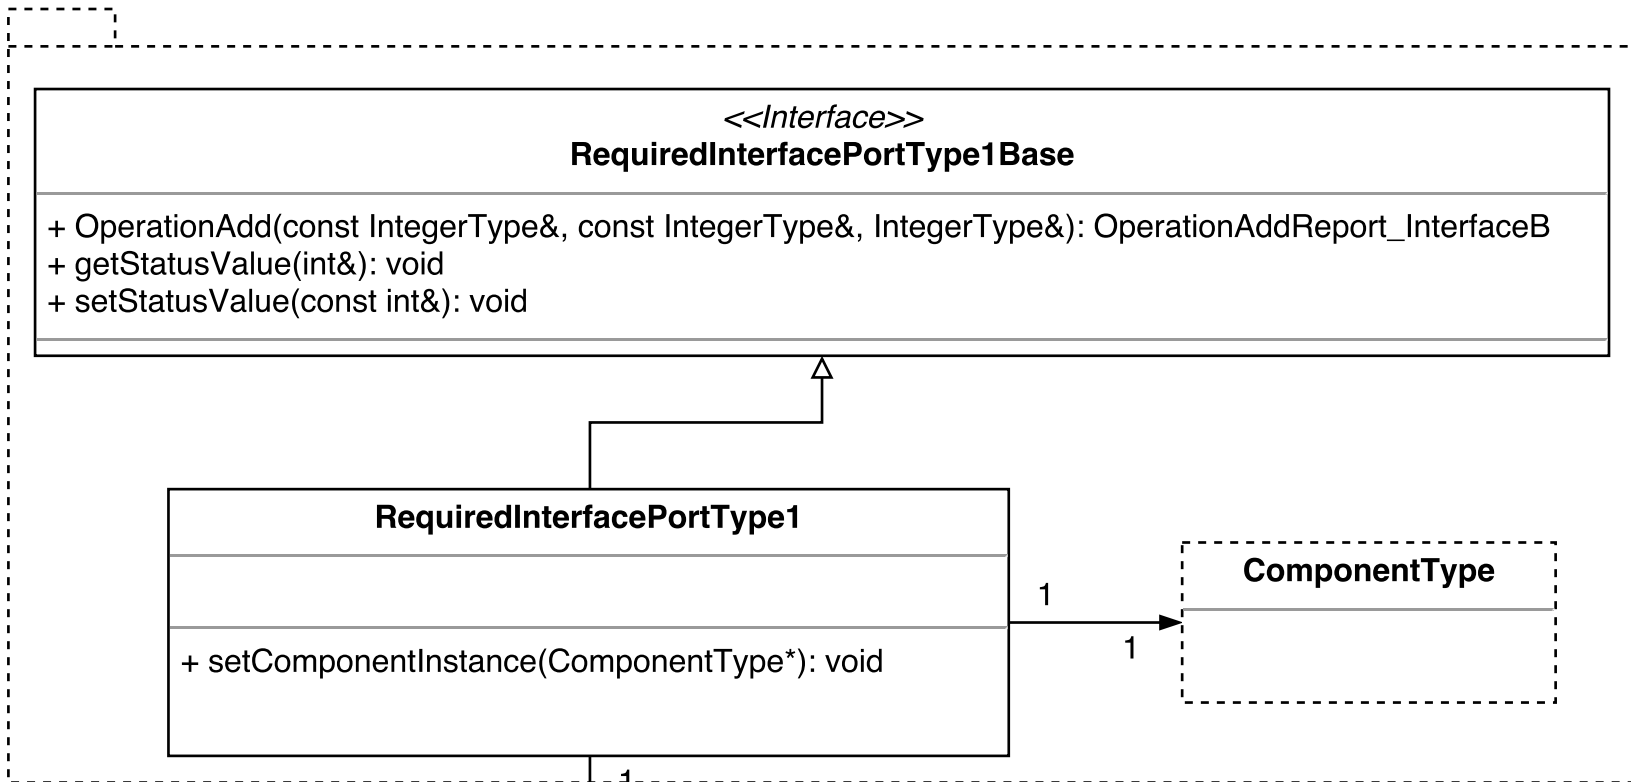 <<Interface>>
RequiredInterfacePortType1Base
+ OperationAdd(const IntegerType&, const IntegerType&, IntegerType&): OperationAddReport_InterfaceB
+ getStatusValue(int&): void
+ setStatusValue(const int&): void
RequiredInterfacePortType1
ComponentType
1
1
+ setComponentInstance(ComponentType*): void
1